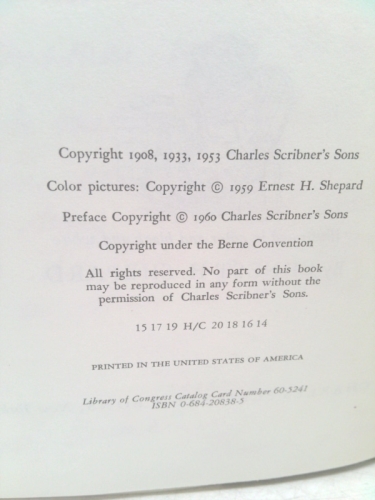 Copyright 1908, 1933, 1953 Charles Scribner's Sons
Color pictures: Copyright © 1959 Ernest H. Shepard
Preface Copyright © 1960 Charles Scribner's Sons
Copyright under the Berne Convention
All rights reserved. No part of this book
may be reproduced in any form without the
permission of Charles Scribner's Sons.
15 17 19 H/C 20 18 16 14
PRINTED IN THE UNITED STATES OF AMERICA
Library of Congress Catalog Card Number 60-5241
ISBN 0-684-20838-5